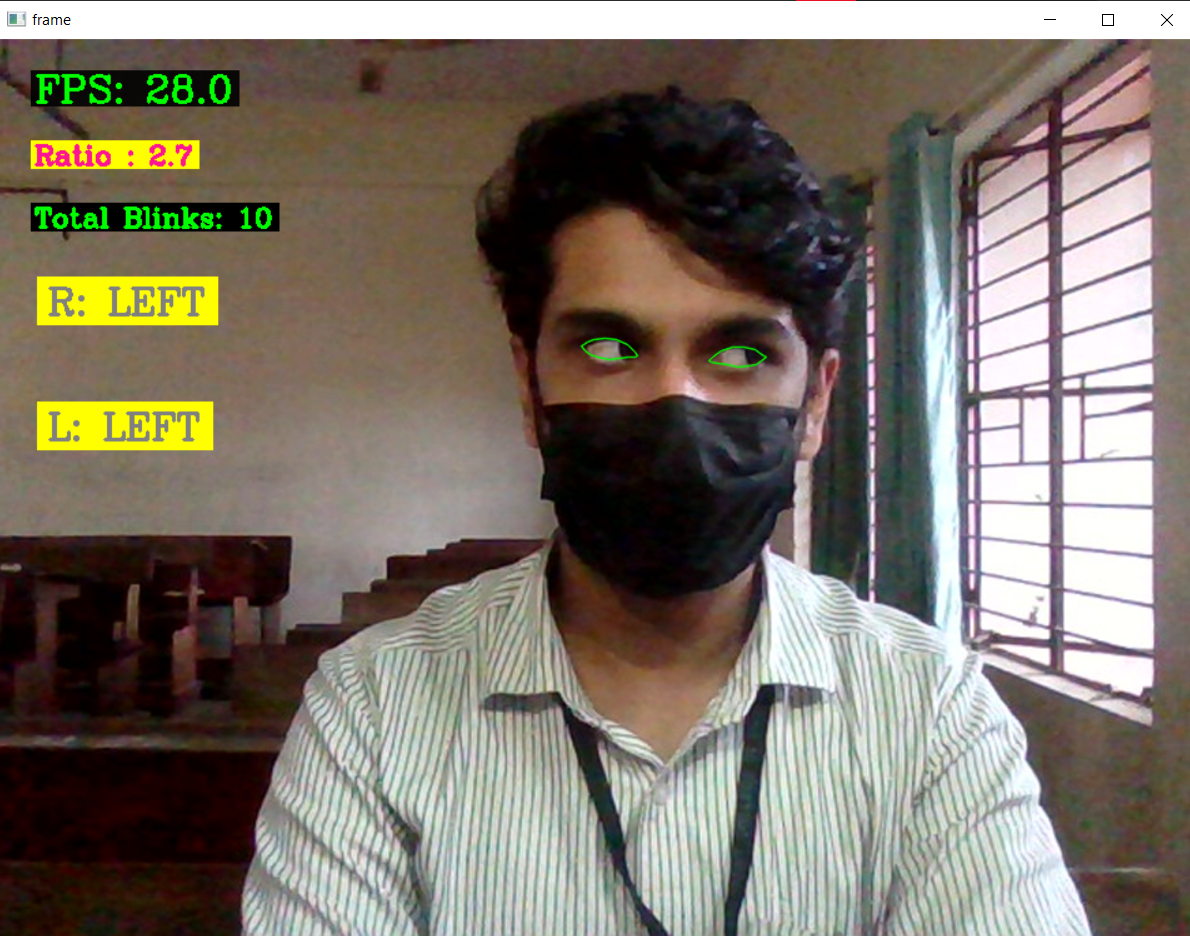 frame
FPS: 28.0
Ratio : 2.7
Total Blinks: 10
R: LEFT
L: LEFT